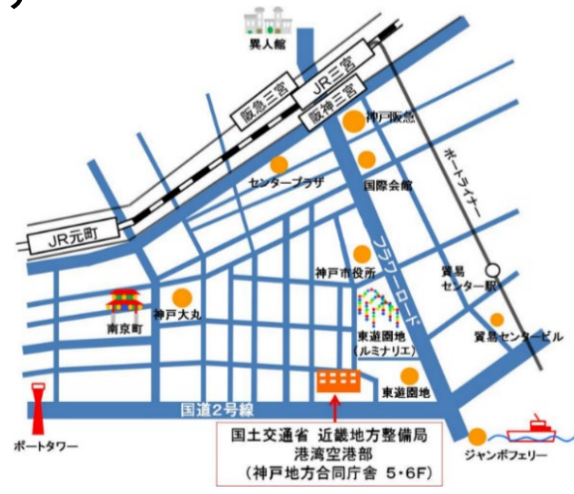 異人館
阪急三宮
JR三宮
阪神三宮
神戸阪急
センタープラザ
国際会館
ポートライナー
JR元町
フラワーロード
神戸市役所
貿易
センター駅
南京町
神戸大丸
東遊園地
(ルミナリエ)
貿易センタービル
東遊園地
国道2号線
ポートタワー
国土交通省 近畿地方整備局
港湾空港部
(神戸地方合同庁舎 5・6F)
ジャンボフェリー